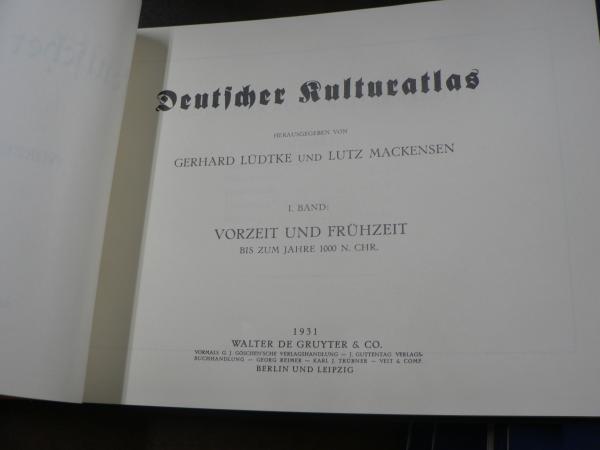 Deutscher Kulturatlas
HERAUSGEGEBEN VON
GERHARD LÜDTKE UND LUTZ MACKENSEN
I. BAND:
VORZEIT UND FRÜHZEIT
BIS ZUM JAHRE 1000 N. CHR.
1931
WALTER DE GRUYTER & CO.
VORMALS G. J. GÖSCHEN'SCHE VERLAGSHANDLUNG — J. GUTTENTAG VERLAGS-
BUCHHANDLUNG — GEORG REIMER — KARL J. TRÜBNER — VEIT & COMP.
BERLIN UND LEIPZIG